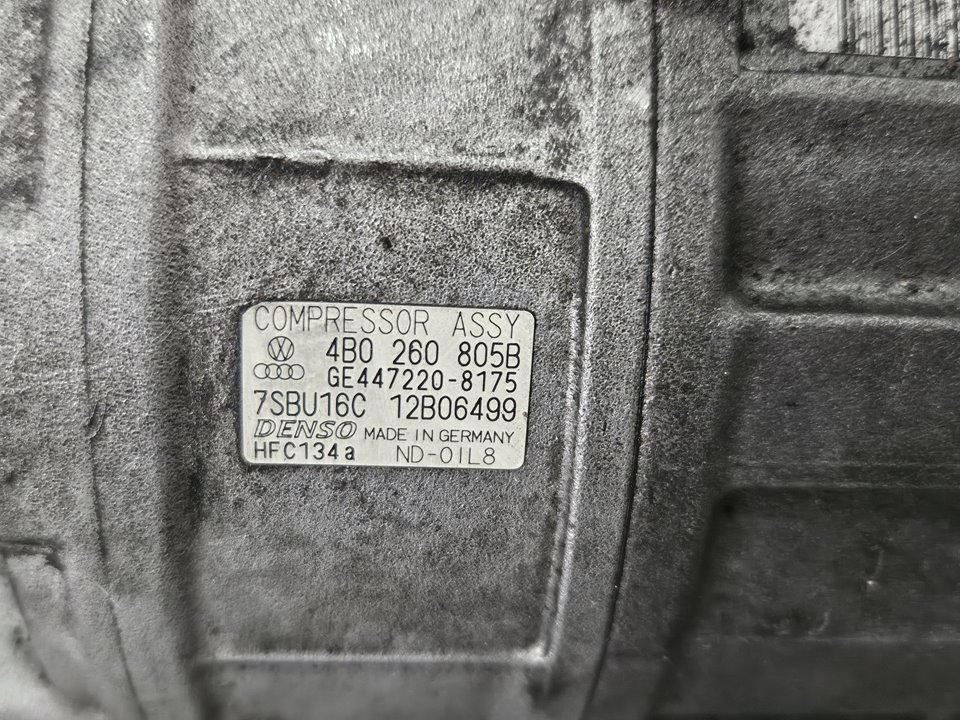 COMPRESSOR ASSY
4B0 260 805B
GE447220-8175
7SBU16C 12B06499
DENSO MADE IN GERMANY
HFC134a ND-OIL8